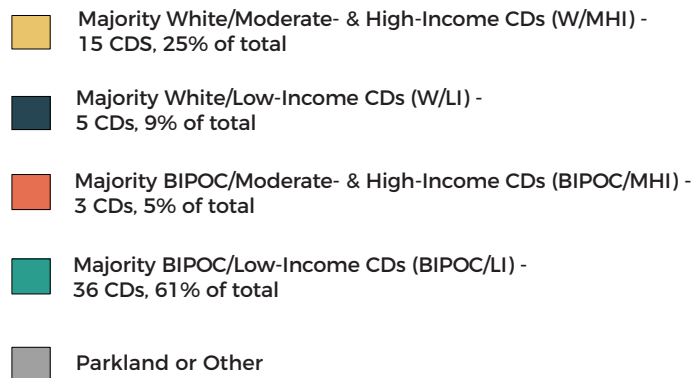 Majority White/Moderate- & High-Income CDs (W/MHI) -
15 CDS, 25% of total
Majority White/Low-Income CDs (W/LI) -
5 CDs, 9% of total
Majority BIPOC/Moderate- & High-Income CDs (BIPOC/MHI) -
3 CDs, 5% of total
Majority BIPOC/Low-Income CDs (BIPOC/LI) -
36 CDs, 61% of total
Parkland or Other